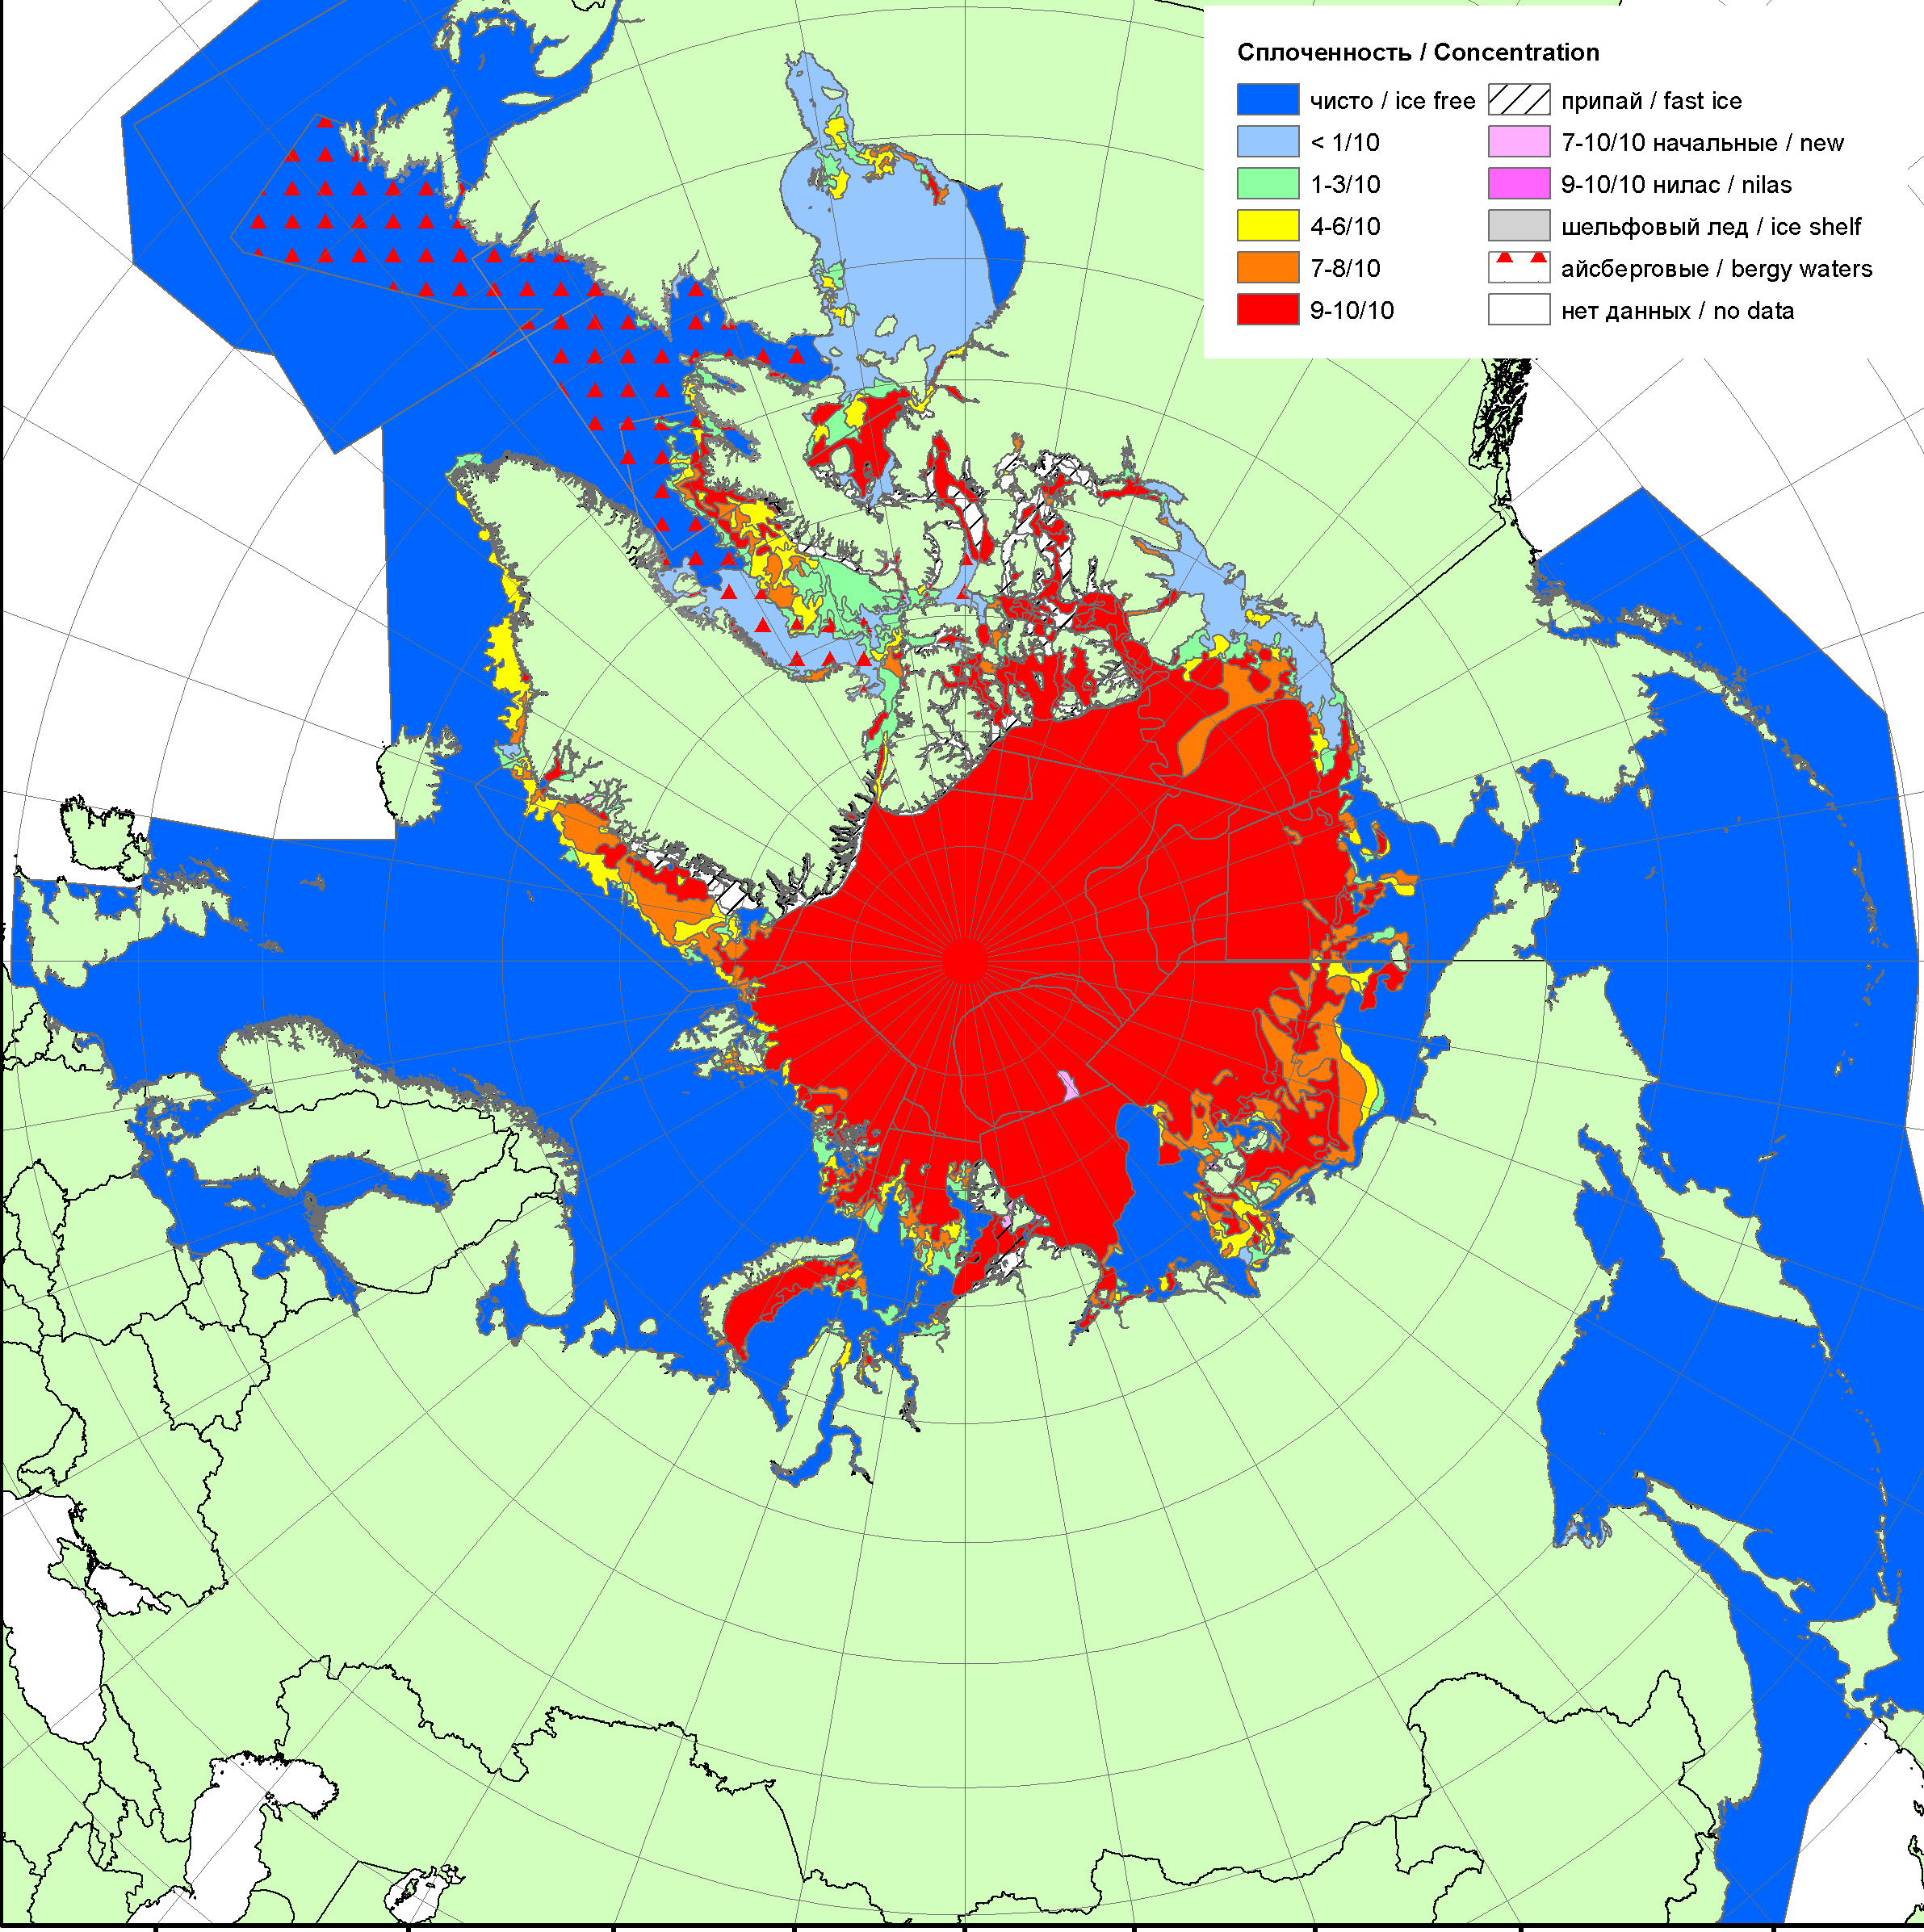 Сплоченность / Concentration
чисто / ice free
< 1/10
1-3/10
4-6/10
7-8/10
9-10/10
припай / fast ice
7-10/10 начальные / new
9-10/10 нилас / nilas
шельфовый лед / ice shelf
айсберговые / bergy waters
нет данных / no data